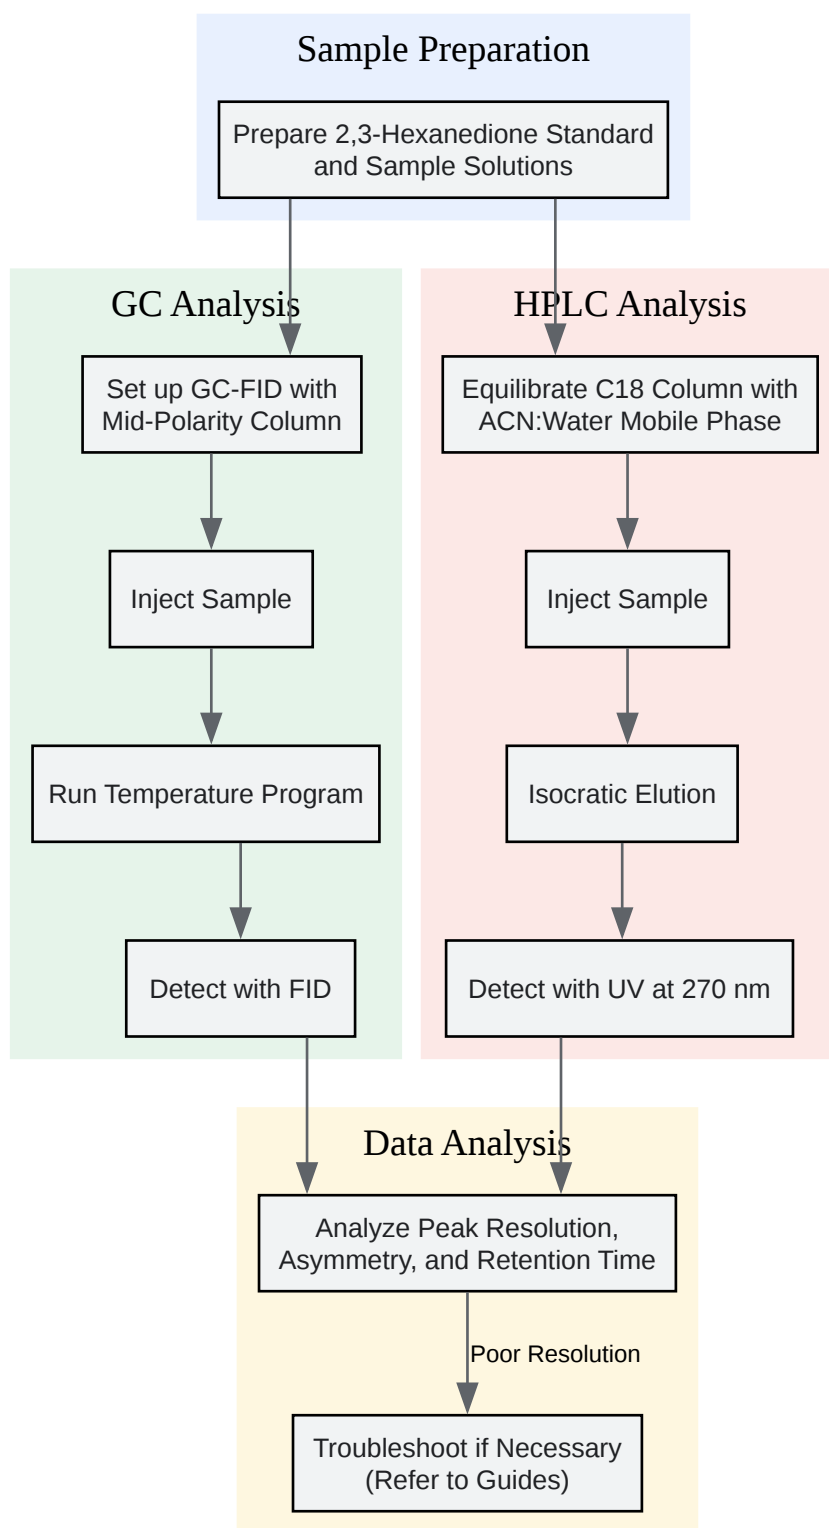 Sample Preparation
Prepare 2,3-Hexanedione Standard
and Sample Solutions
GC Analysis
Set up GC-FID with
Mid-Polarity Column
Inject Sample
Run Temperature Program
Detect with FID
HPLC Analysis
Equilibrate C18 Column with
ACN:Water Mobile Phase
Inject Sample
Isocratic Elution
Detect with UV at 270 nm
Data Analysis
Analyze Peak Resolution,
Asymmetry, and Retention Time
Poor Resolution
Troubleshoot if Necessary
(Refer to Guides)